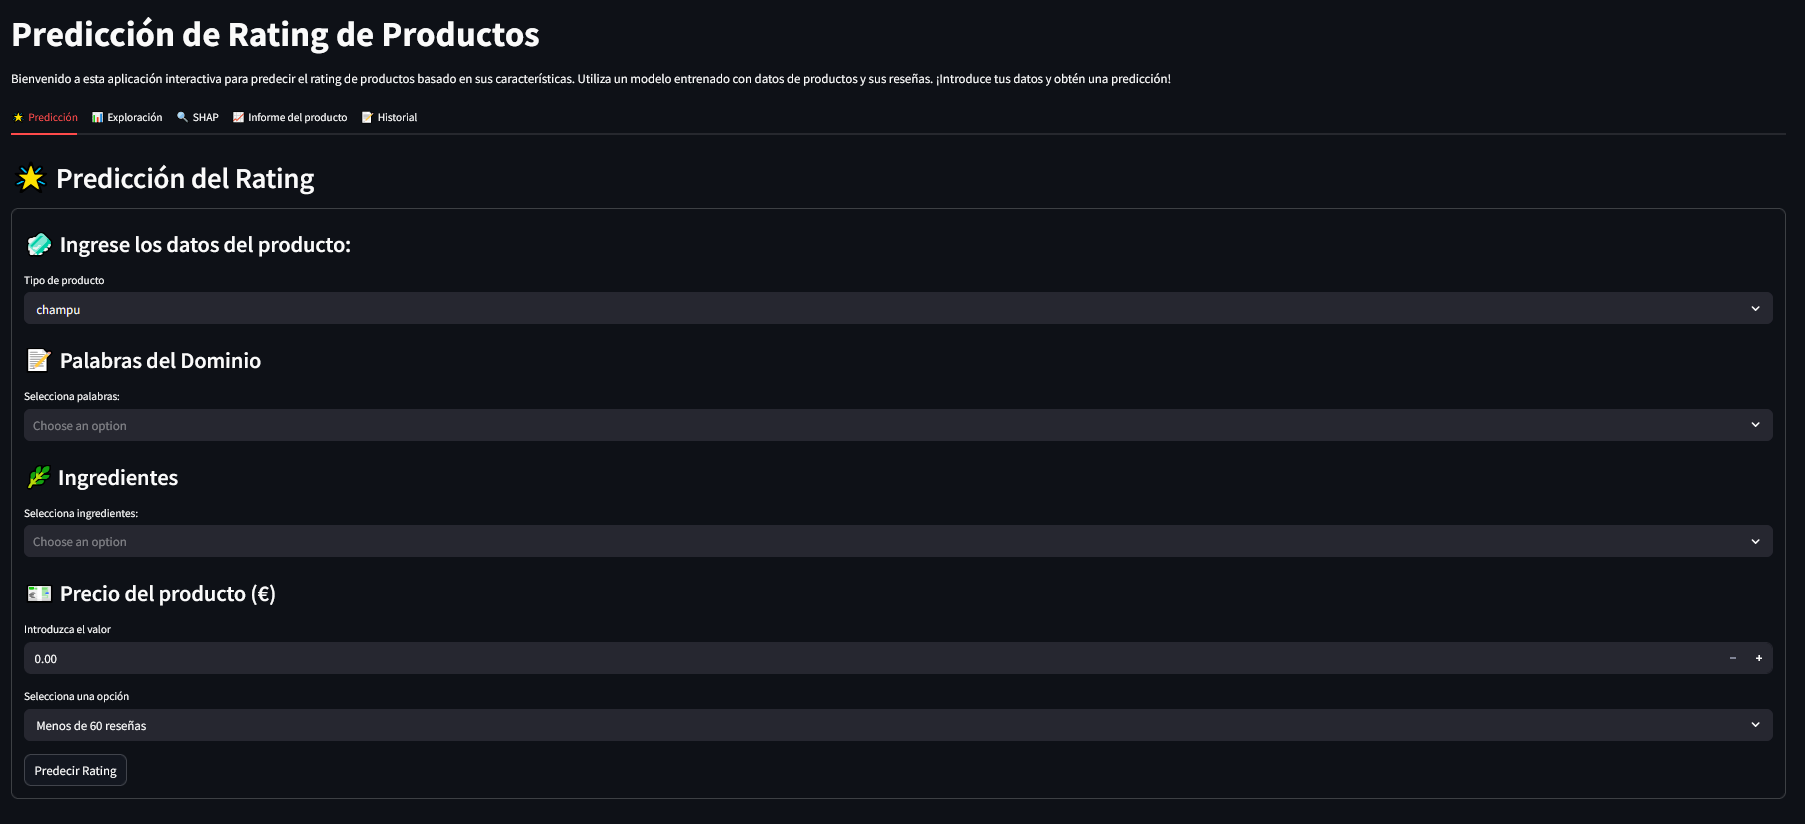 Predicción de Rating de Productos
Bienvenido a esta aplicación interactiva para predecir el rating de productos basado en sus características. Utiliza un modelo entrenado con datos de productos y sus reseñas. ¡Introduce tus datos y obtén una predicción!
Predicción Exploración SHAP Informe del producto Historial
Predicción del Rating
Ingrese los datos del producto:
Tipo de producto
champu
Palabras del Dominio
Selecciona palabras:
Choose an option
Ingredientes
Selecciona ingredientes:
Choose an option
Precio del producto (€)
Introduzca el valor
0.00 − +
Selecciona una opción
Menos de 60 reseñas
Predecir Rating